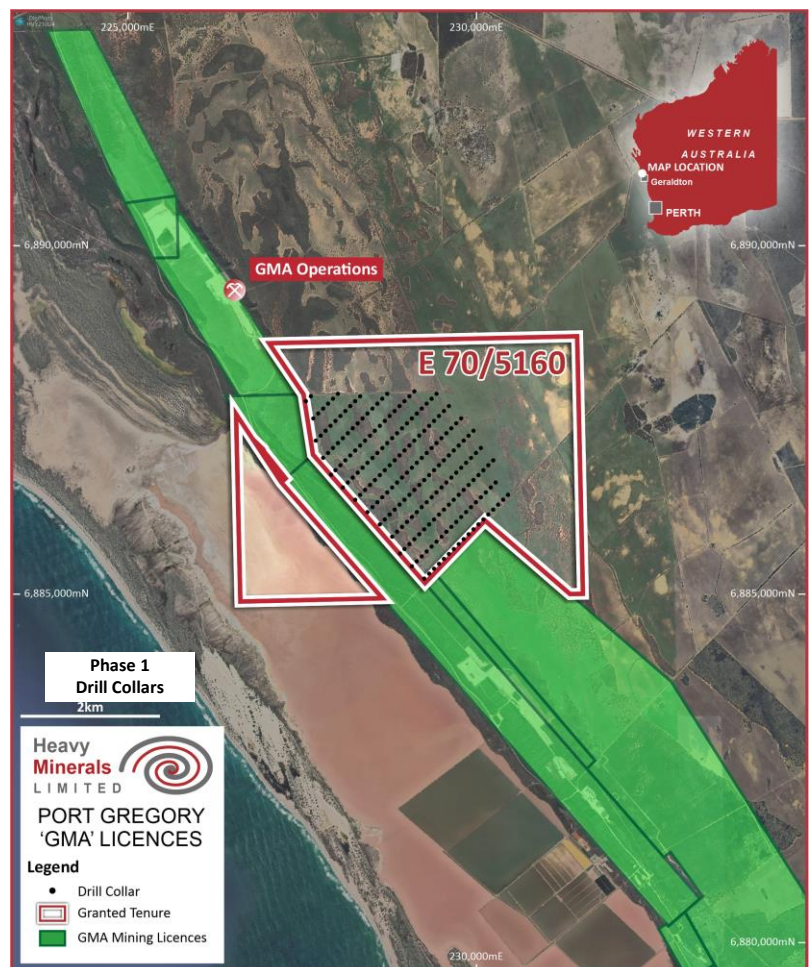 225,000mE
230,000mE
WESTERN
AUSTRALIA
MAP LOCATION
Geraldton
PERTH
6,890,000mN
6,890,000mN
GMA Operations
E 70/5160
6,885,000mN
6,885,000mN
Phase 1
Drill Collars
2km
Heavy
Minerals
LIMITED
PORT GREGORY
'GMA' LICENCES
Legend
Drill Collar
Granted Tenure
GMA Mining Licences
6,880,000mN
230,000mE